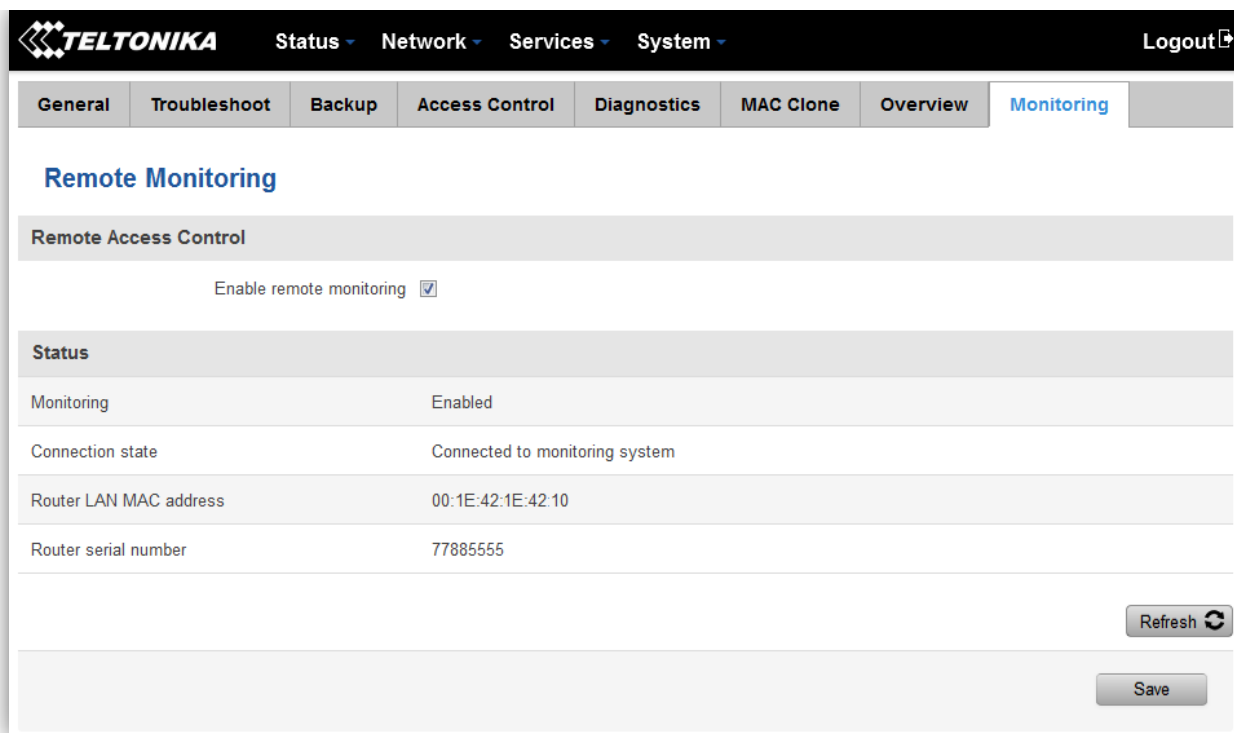 TELTONIKA Status Network Services System Logout
General Troubleshoot Backup Access Control Diagnostics MAC Clone Overview Monitoring
Remote Monitoring
Remote Access Control
Enable remote monitoring
Status
Monitoring Enabled
Connection state Connected to monitoring system
Router LAN MAC address 00:1E:42:1E:42:10
Router serial number 77885555
Refresh
Save